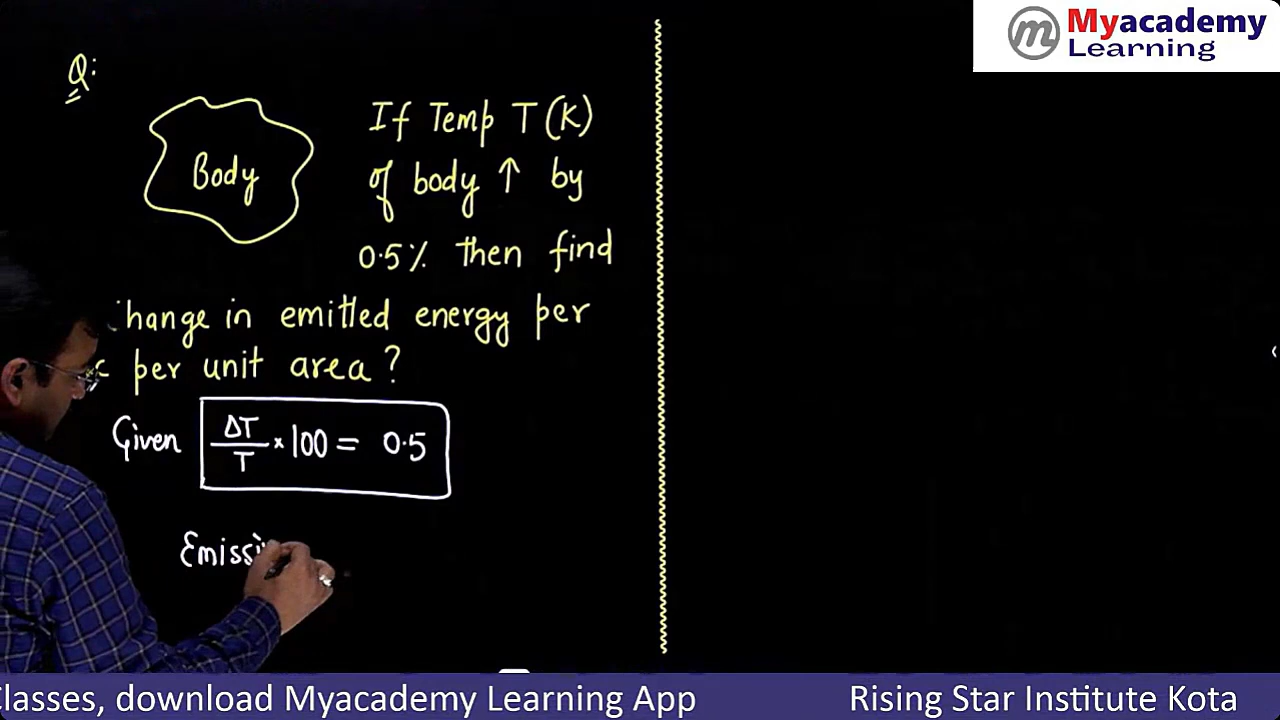 Myacademy
Learning
Q:
Body
If Temp T (K)
of body ↑ by
0.5% then find
hange in emitted energy per
per unit area?
Given ΔT/T × 100 = 0.5
Emissi
Classes, download Myacademy Learning App
Rising Star Institute Kota